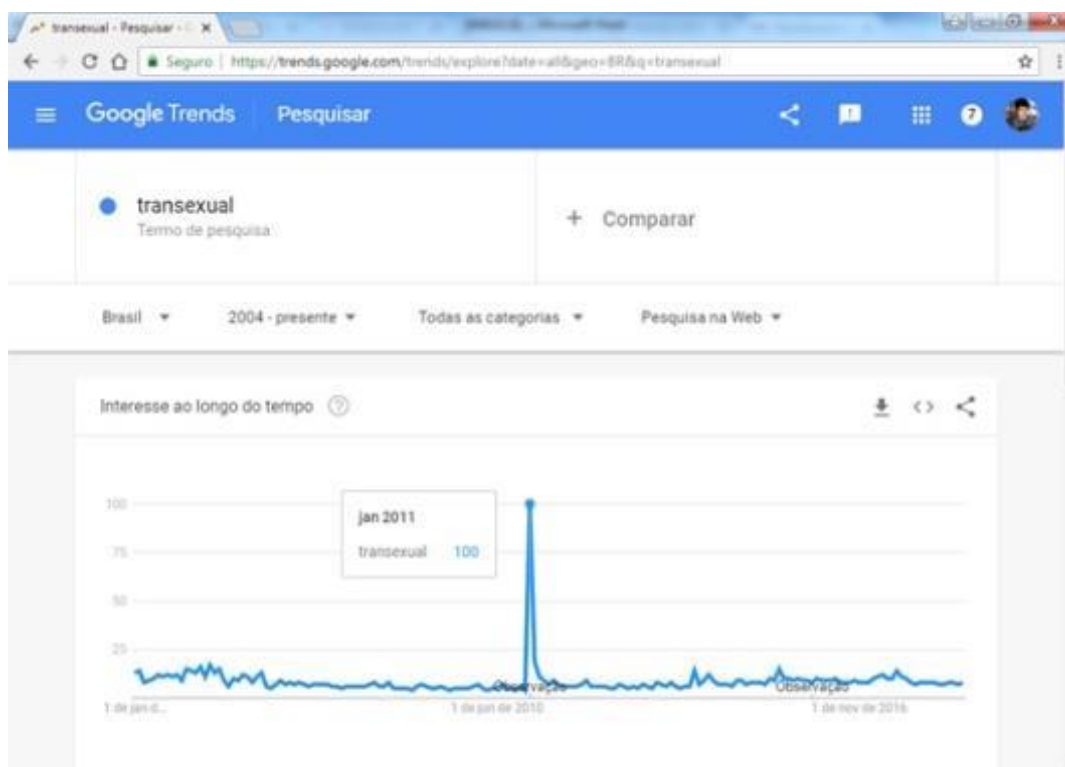 transexual - Pesquisar - G
Seguro | https://trends.google.com/trends/explore?date=all&geo=BR&q=transexual
Google Trends Pesquisar 7
transexual
Termo de pesquisa
+ Comparar
Brasil 2004 - presente Todas as categorias Pesquisa na Web
Interesse ao longo do tempo ?
100
75
50
25
jan 2011
transexual 100
Observação
Observação
1 de jan d... 1 de jun de 2010 1 de nov de 2016